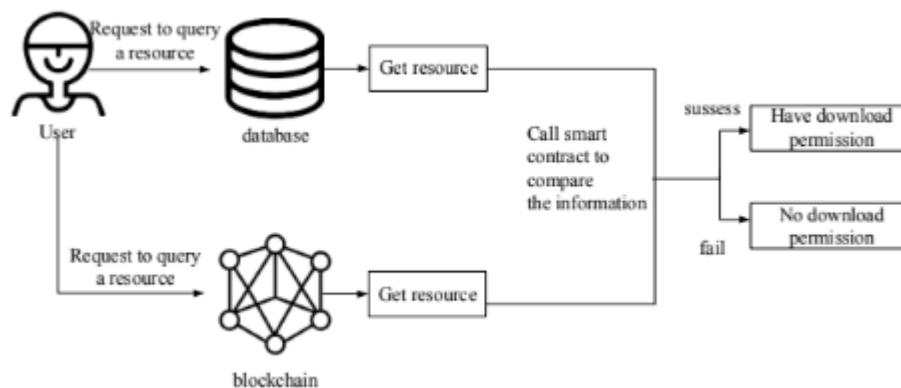 Request to query
a resource
User
database
Get resource
Call smart
contract to
compare
the information
sussess
Have download
permission
No download
permission
fail
Request to query
a resource
Get resource
blockchain